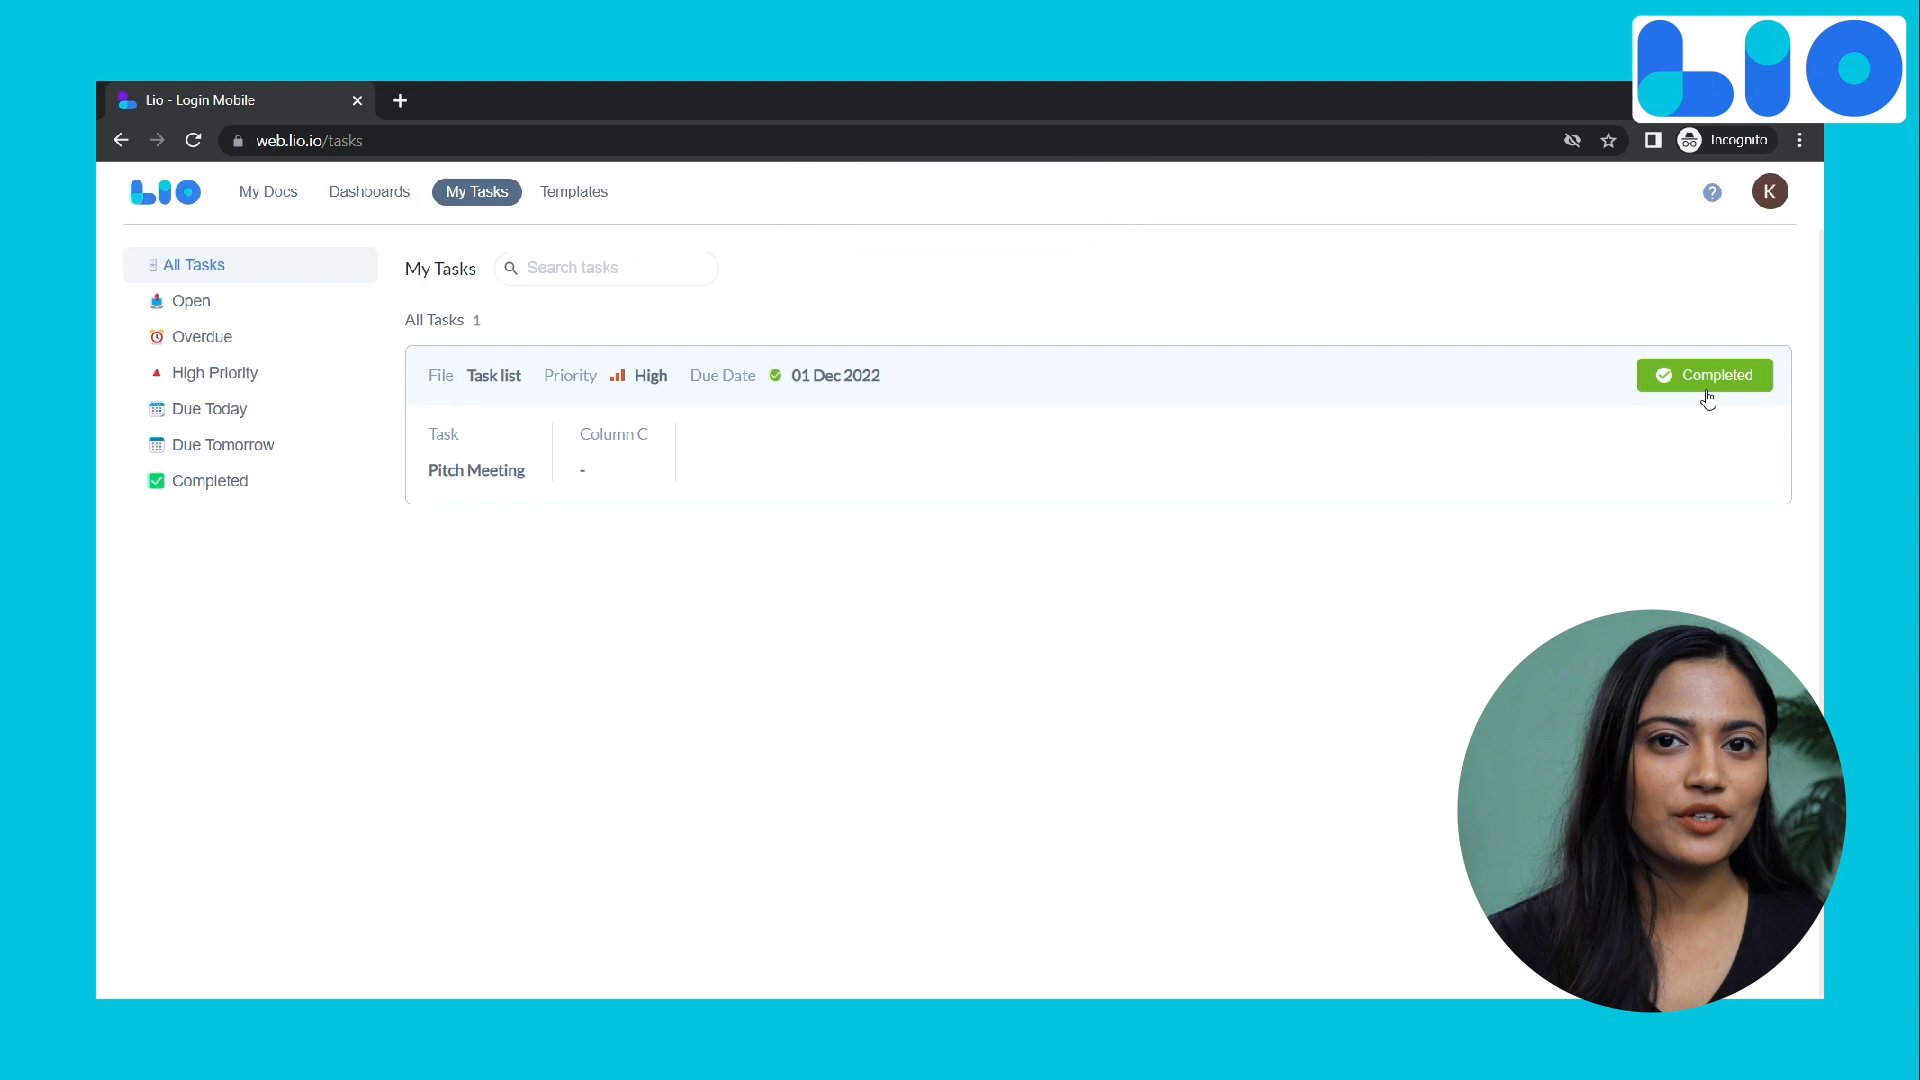 LIO
Lio - Login Mobile
web.lio.io/tasks
Incognito
LIO My Docs Dashboards My Tasks Templates ? K
All Tasks
Open
Overdue
High Priority
Due Today
Due Tomorrow
Completed
My Tasks Search tasks
All Tasks 1
File Task list Priority High Due Date 01 Dec 2022 Completed
Task Column C
Pitch Meeting -